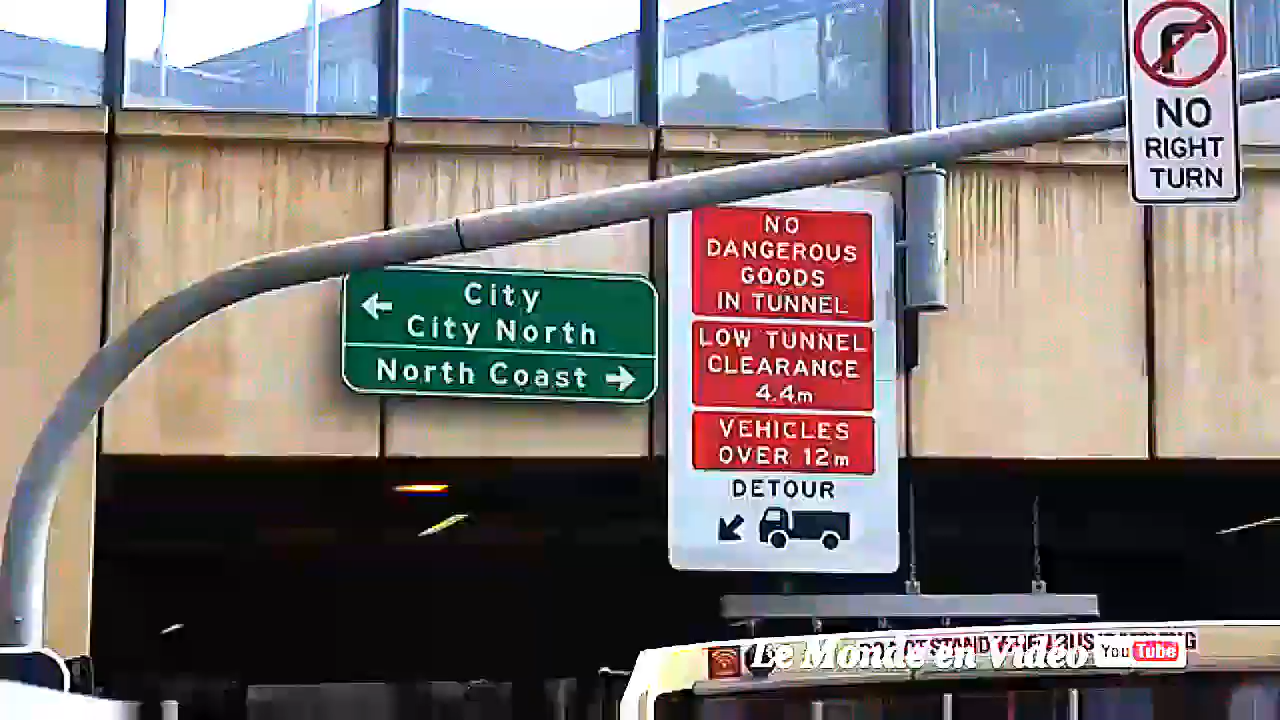 NO
RIGHT
TURN
City
City North
North Coast
NO
DANGEROUS
GOODS
IN TUNNEL
LOW TUNNEL
CLEARANCE
4.4m
VEHICLES
OVER 12m
DETOUR
STAND
Le Monde en Vidéo YouTube